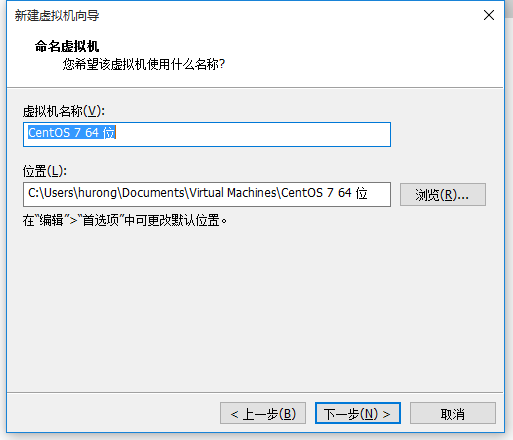 新建虚拟机向导
命名虚拟机
您希望该虚拟机使用什么名称?
虚拟机名称(V):
CentOS 7 64 位
位置(L):
C:\Users\hurong\Documents\Virtual Machines\CentOS 7 64 位
浏览(R)...
在“编辑”>“首选项”中可更改默认位置。
< 上一步(B)
下一步(N) >
取消